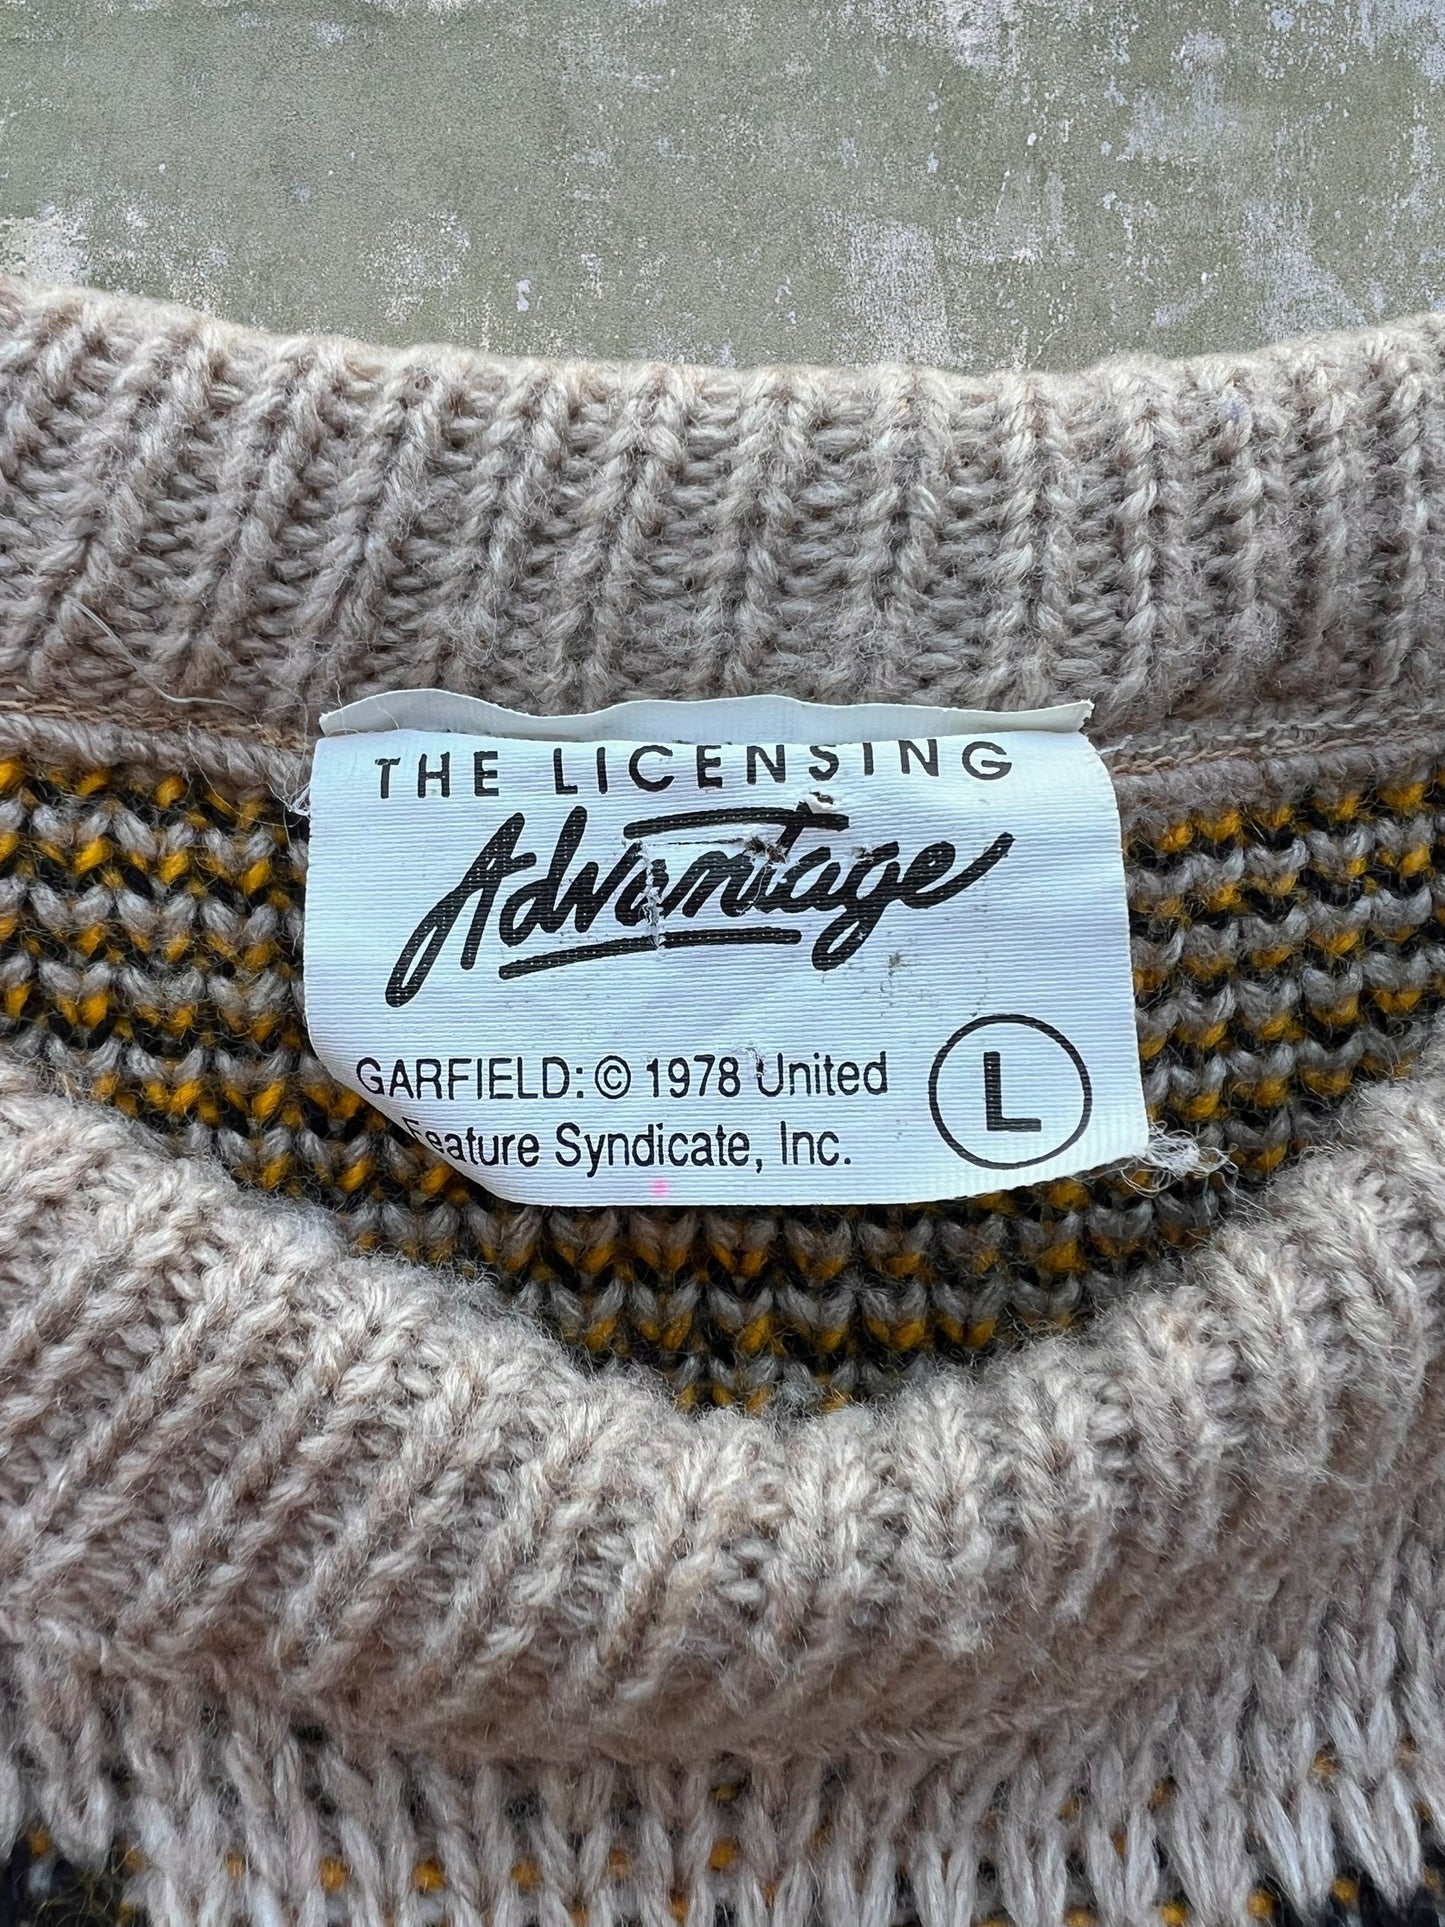 THE LICENSING
Advantage
GARFIELD: © 1978 United
Feature Syndicate, Inc.
L